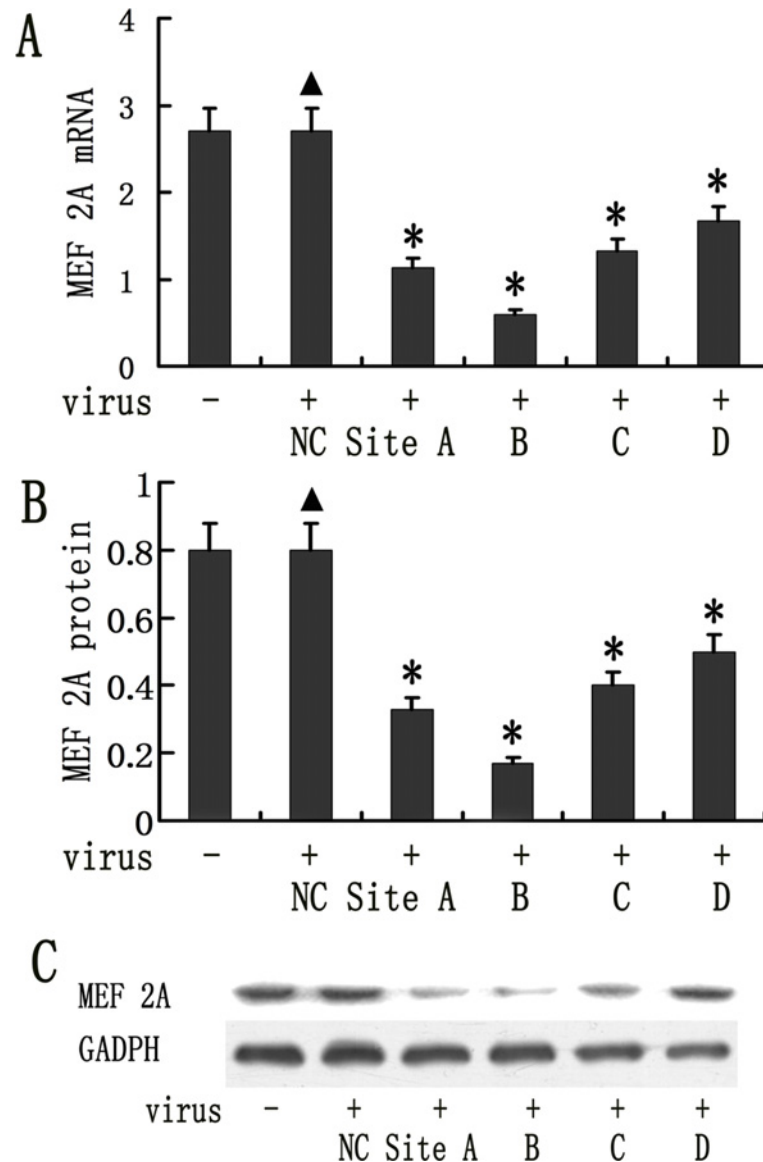 A
MEF 2A mRNA
4
3
2
1
0
▲
*
*
*
*
virus - + + + + +
NC Site A B C D
B
MEF 2A protein
1
0.8
0.6
0.4
0.2
0
▲
*
*
*
*
virus - + + + + +
NC Site A B C D
C
MEF 2A
GADPH
virus - + + + + +
NC Site A B C D